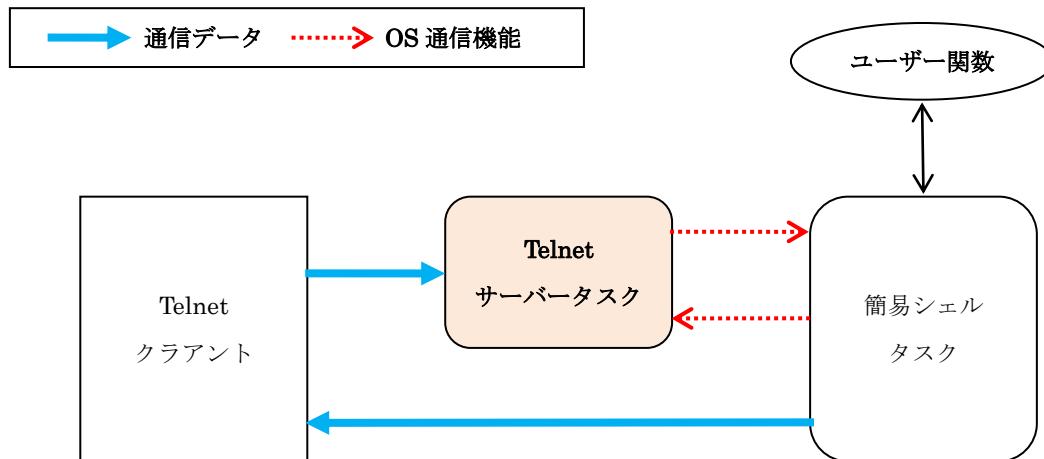 通信データ
OS 通信機能
ユーザー関数
Telnet
サーバータスク
Telnet
クラアント
簡易シェル
タスク